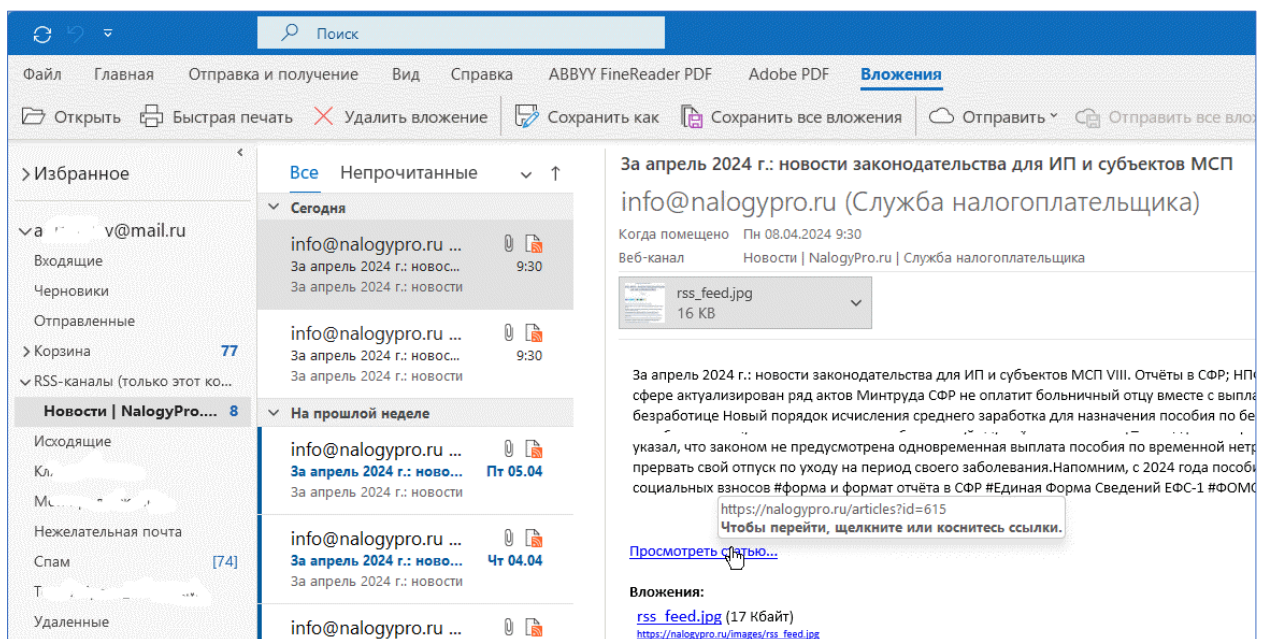 Поиск
Файл Главная Отправка и получение Вид Справка ABBYY FineReader PDF Adobe PDF Вложения
Открыть Быстрая печать Удалить вложение Сохранить как Сохранить все вложения Отправить Отправить все
Избранное
v@mail.ru
Входящие
Черновики
Отправленные
Корзина 77
RSS-каналы (только этот ко...
Новости | NalogyPro.... 8
Исходящие
Нежелательная почта
Спам [74]
Удаленные
Все Непрочитанные
Сегодня
info@nalogypro.ru ...
За апрель 2024 г.: новос... 9:30
За апрель 2024 г.: новости
info@nalogypro.ru ...
За апрель 2024 г.: новос... 9:30
За апрель 2024 г.: новости
На прошлой неделе
info@nalogypro.ru ...
За апрель 2024 г.: ново... Пт 05.04
За апрель 2024 г.: новости
info@nalogypro.ru ...
За апрель 2024 г.: ново... Чт 04.04
За апрель 2024 г.: новости
info@nalogypro.ru ...
За апрель 2024 г.: новости законодательства для ИП и субъектов МСП
info@nalogypro.ru (Служба налогоплательщика)
Когда помещено Пн 08.04.2024 9:30
Веб-канал Новости | NalogyPro.ru | Служба налогоплательщика
rss_feed.jpg
16 KB
За апрель 2024 г.: новости законодательства для ИП и субъектов МСП VIII. Отчёты в СФР;
сфере актуализирован ряд актов Минтруда СФР не оплатит больничный отцу вместе с
безработице Новый порядок исчисления среднего заработка для назначения пособия по
указал, что законом не предусмотрена одновременная выплата пособия по временной
прервать свой отпуск по уходу на период своего заболевания.Напомним, с 2024 года
социальных взносов #форма и формат отчёта в СФР #Единая Форма Сведений ЕФС-1
https://nalogypro.ru/articles?id=615
Чтобы перейти, щелкните или коснитесь ссылки.
Просмотреть статью...
Вложения:
rss_feed.jpg (17 Кбайт)
https://nalogypro.ru/images/rss_feed.jpg